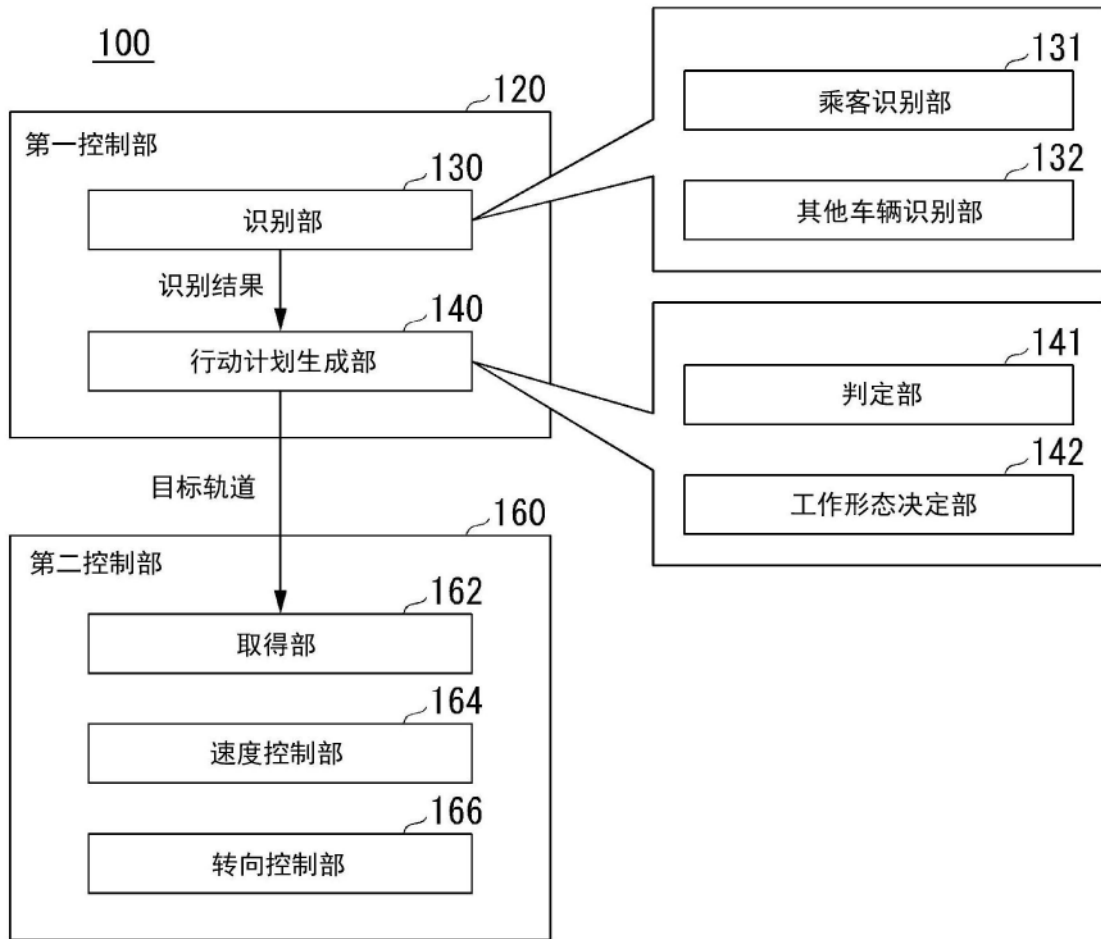 100
120
第一控制部
130
识别部
识别结果
140
行动计划生成部
目标轨道
131
乘客识别部
132
其他车辆识别部
141
判定部
142
工作形态决定部
160
第二控制部
162
取得部
164
速度控制部
166
转向控制部